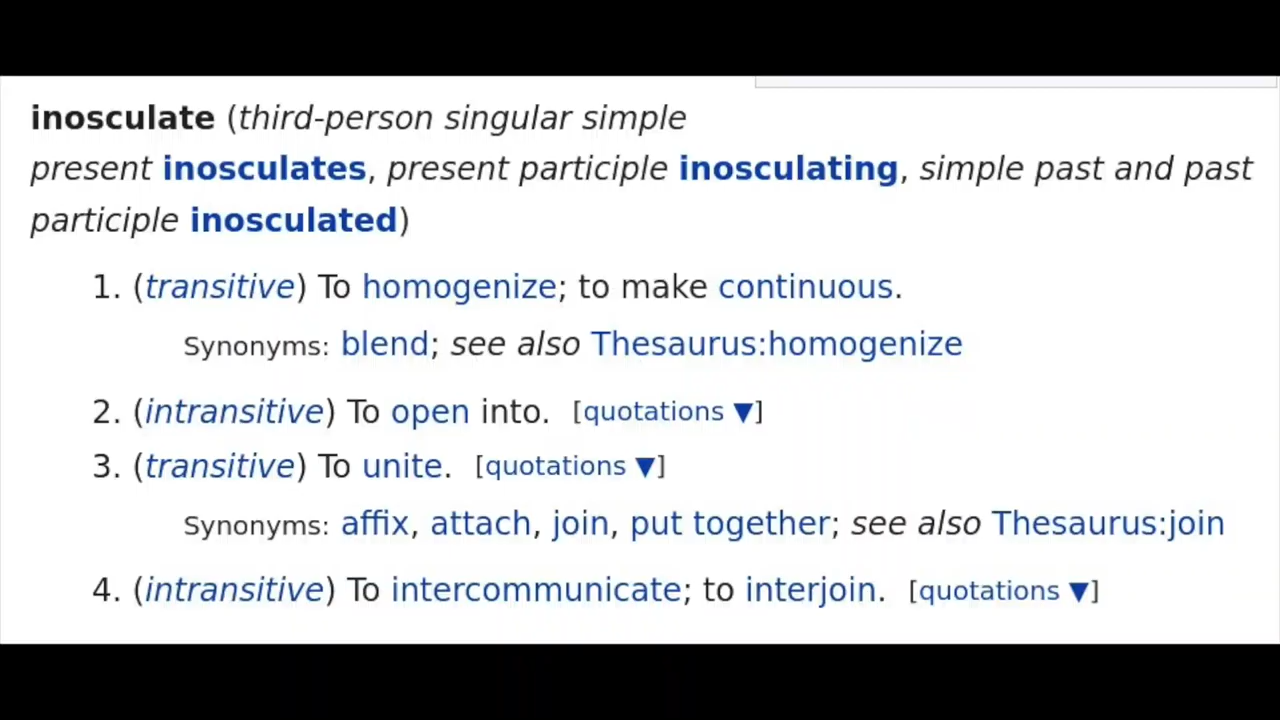 inosculate (third-person singular simple
present inosculates, present participle inosculating, simple past and past
participle inosculated)
1. (transitive) To homogenize; to make continuous.
Synonyms: blend; see also Thesaurus:homogenize
2. (intransitive) To open into. [quotations ▼]
3. (transitive) To unite. [quotations ▼]
Synonyms: affix, attach, join, put together; see also Thesaurus:join
4. (intransitive) To intercommunicate; to interjoin. [quotations ▼]